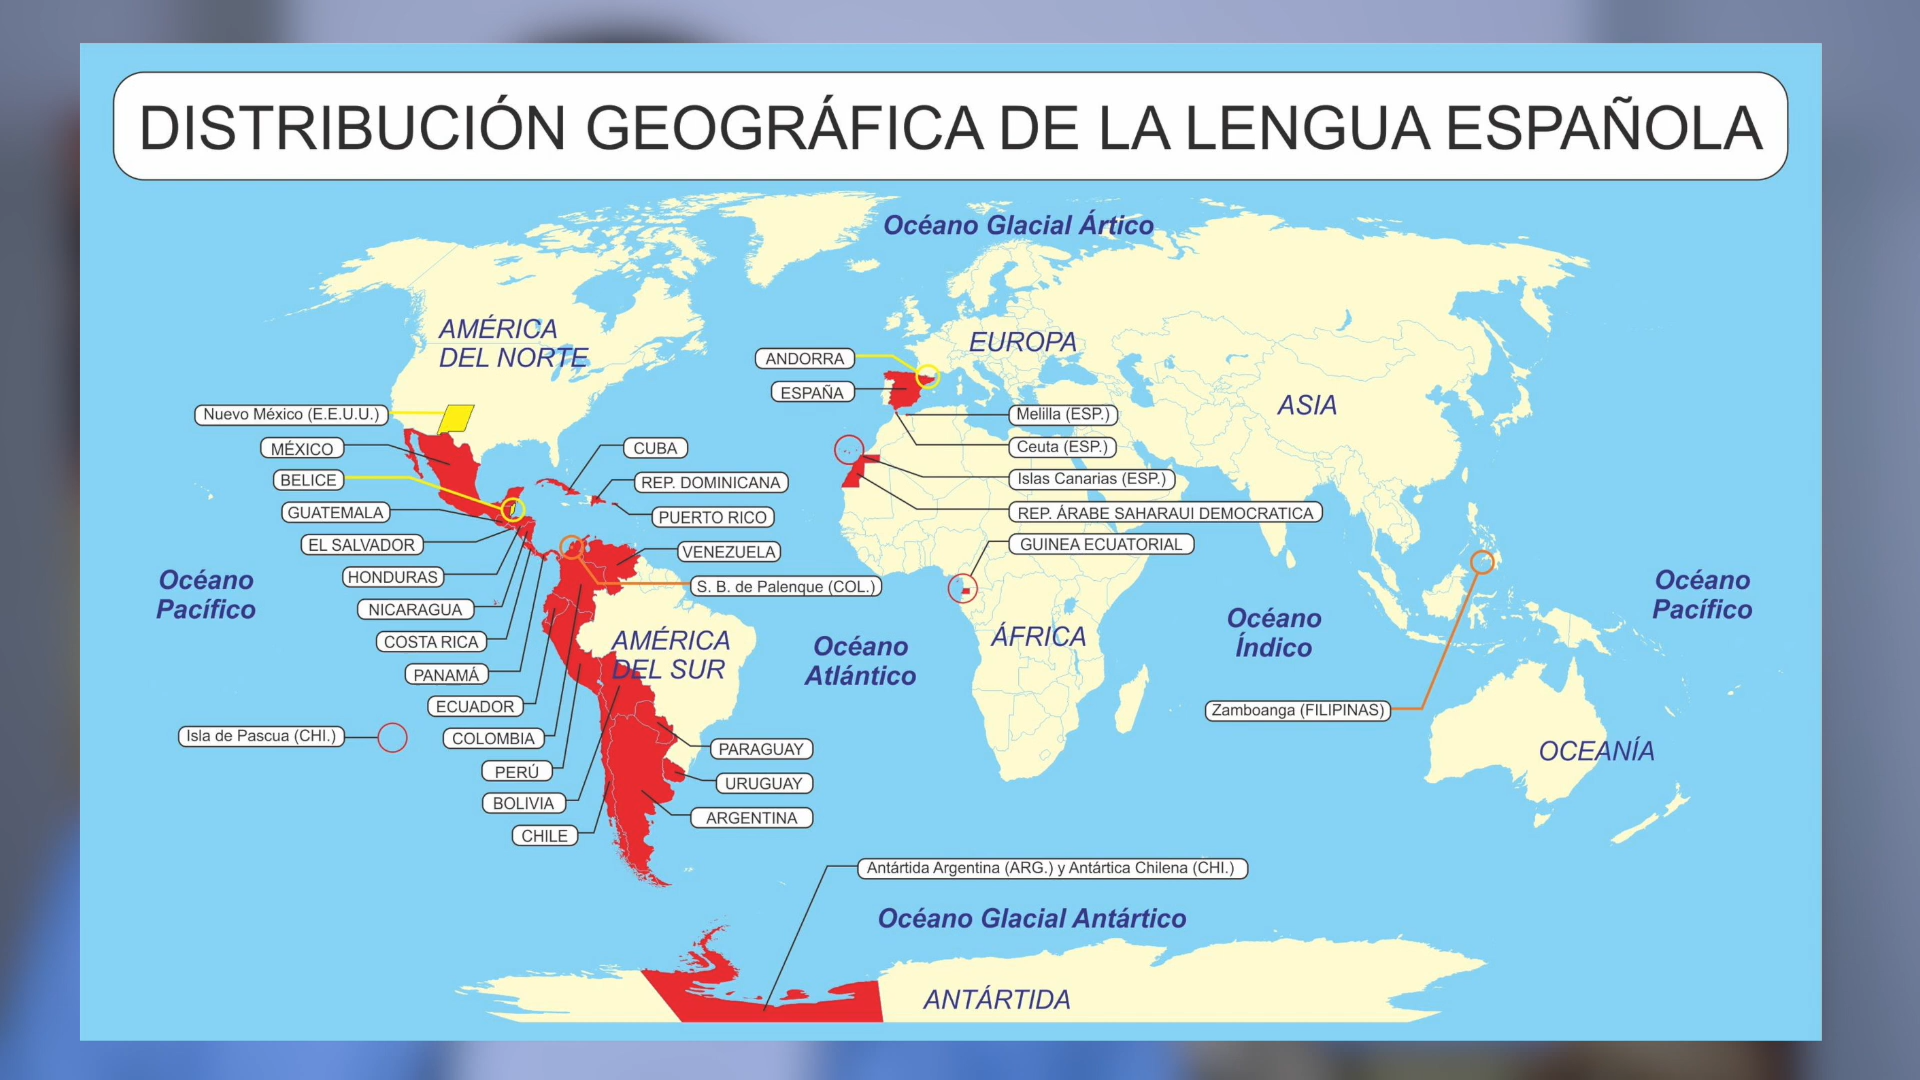 DISTRIBUCIÓN GEOGRÁFICA DE LA LENGUA ESPAÑOLA
Océano Glacial Ártico
AMÉRICA
DEL NORTE
EUROPA
ANDORRA
ESPAÑA
ASIA
Nuevo México (E.E.U.U.)
Melilla (ESP.)
MÉXICO
CUBA
Ceuta (ESP.)
BELICE
REP. DOMINICANA
Islas Canarias (ESP.)
GUATEMALA
PUERTO RICO
REP. ÁRABE SAHARAUI DEMOCRATICA
EL SALVADOR
VENEZUELA
GUINEA ECUATORIAL
HONDURAS
S. B. de Palenque (COL.)
Océano
Pacífico
Océano
Pacífico
NICARAGUA
COSTA RICA
AMÉRICA
DEL SUR
Océano
Atlántico
ÁFRICA
Océano
Índico
PANAMÁ
ECUADOR
Zamboanga (FILIPINAS)
Isla de Pascua (CHI.)
COLOMBIA
PARAGUAY
OCEANÍA
PERÚ
URUGUAY
BOLIVIA
ARGENTINA
CHILE
Antártida Argentina (ARG.) y Antártica Chilena (CHI.)
Océano Glacial Antártico
ANTÁRTIDA